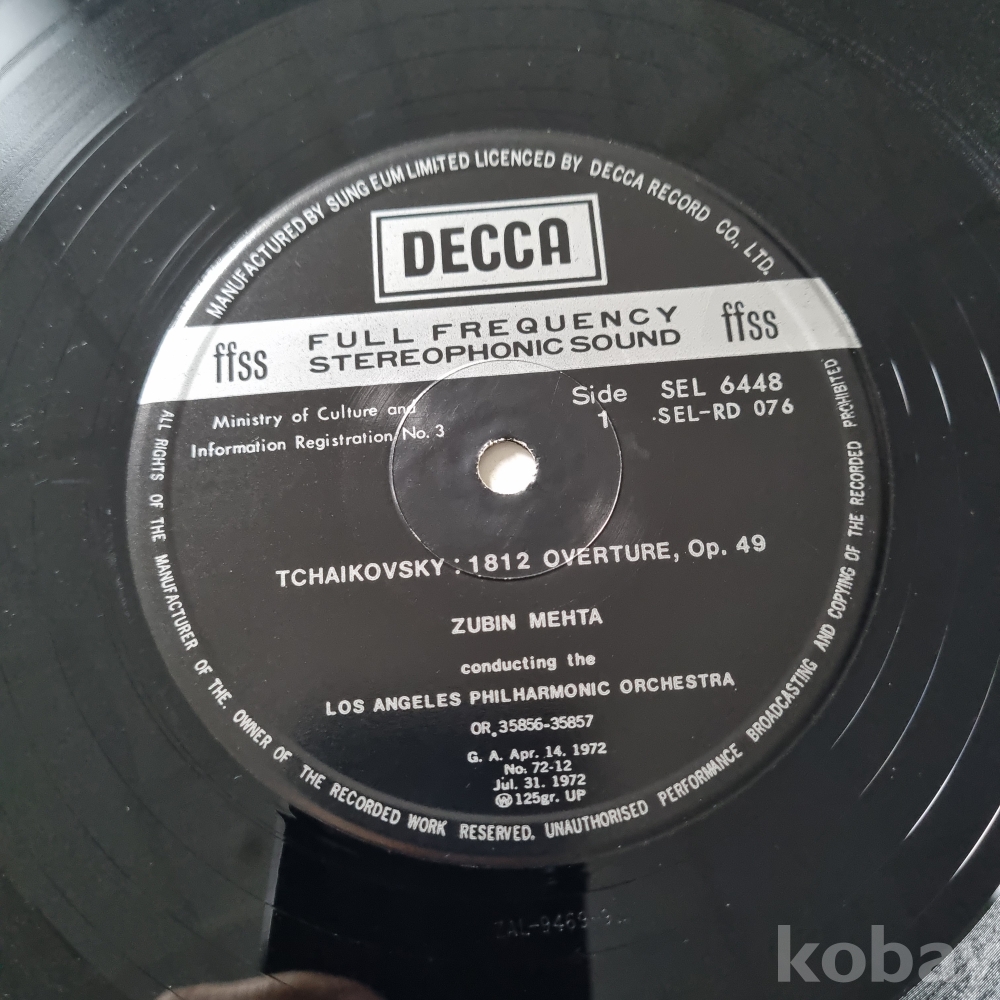 MANUFACTURED BY SUNG EUM LIMITED LICENCED BY DECCA RECORD CO., LTD.
DECCA
ffss
FULL FREQUENCY
STEREOPHONIC SOUND
ffss
Ministry of Culture and
Information Registration No. 3
Side
1
SEL 6448
SEL-RD 076
TCHAIKOVSKY : 1812 OVERTURE, Op. 49
ZUBIN MEHTA
conducting the
LOS ANGELES PHILHARMONIC ORCHESTRA
OR. 35856-35857
G. A. Apr. 14. 1972
No. 72-12
Jul. 31. 1972
Ⓦ 125gr. UP
ALL RIGHTS OF THE MANUFACTURER OF THE OWNER OF THE RECORDED WORK RESERVED. UNAUTHORISED PERFORMANCE BROADCASTING AND COPYING OF THE RECORDED PROHIBITED
kobay